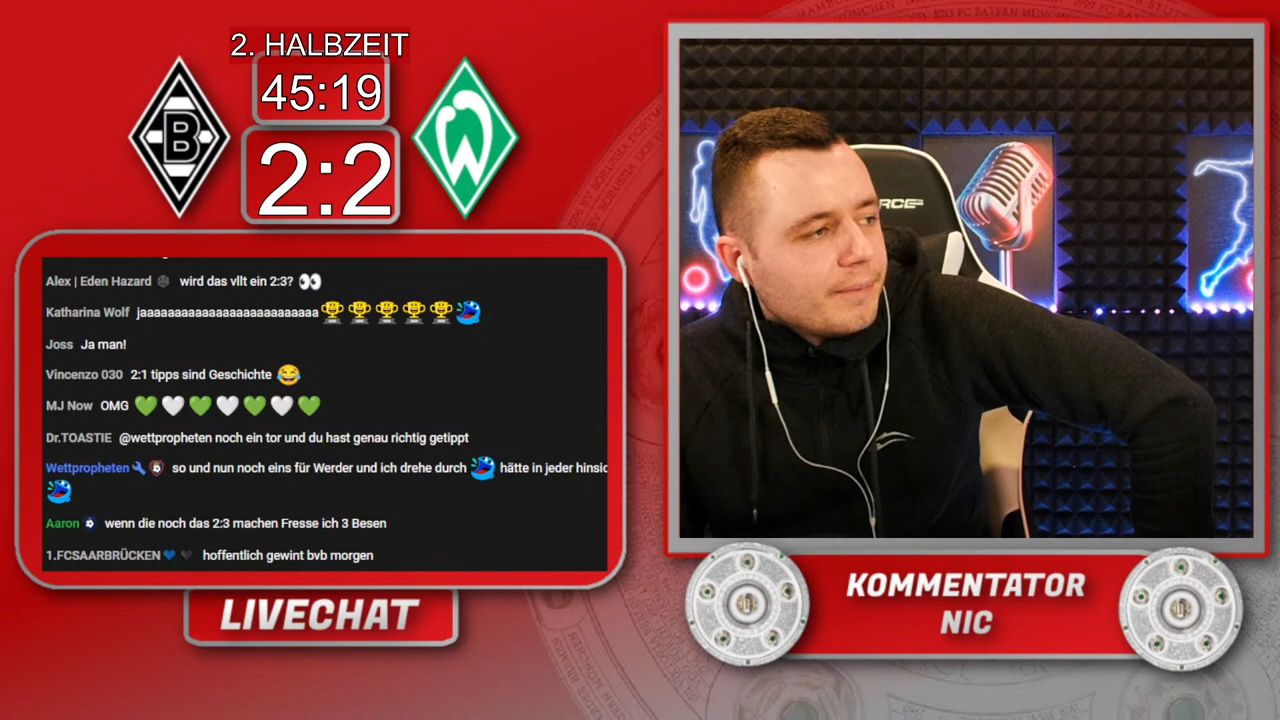 2. HALBZEIT
45:19
2:2
B
W
Alex | Eden Hazard wird das vllt ein 2:3? 👀
Katharina Wolf jaaaaaaaaaaaaaaaaaaaaaaaaaa🏆🏆🏆🏆🏆
Joss Ja man!
Vincenzo 030 2:1 tipps sind Geschichte 😂
MJ Now OMG 💚🤍💚🤍💚🤍💚
Dr.TOASTIE @wettpropheten noch ein tor und du hast genau richtig getippt
Wettpropheten🔧 so und nun noch eins für Werder und ich drehe durch hätte in jeder hinsic
Aaron wenn die noch das 2:3 machen Fresse ich 3 Besen
1.FCSAARBRÜCKEN💙🖤 hoffentlich gewint bvb morgen
LIVECHAT
RCE
KOMMENTATOR
NIC